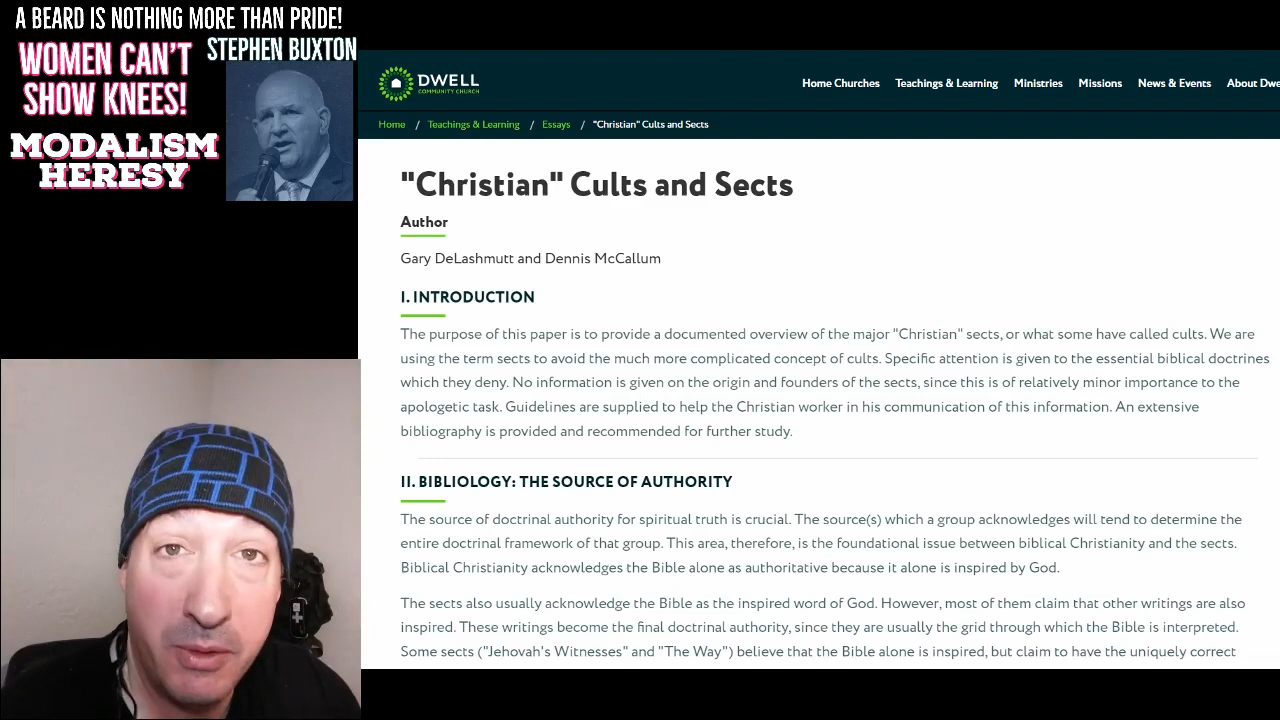 A BEARD IS NOTHING MORE THAN PRIDE!
WOMEN CAN'T
SHOW KNEES!
STEPHEN BUXTON
MODALISM
HERESY
DWELL
COMMUNITY CHURCH
Home Churches Teachings & Learning Ministries Missions News & Events About Dwe
Home / Teachings & Learning / Essays / "Christian" Cults and Sects
"Christian" Cults and Sects
Author
Gary DeLashmutt and Dennis McCallum
I. INTRODUCTION
The purpose of this paper is to provide a documented overview of the major "Christian" sects, or what some have called cults. We are
using the term sects to avoid the much more complicated concept of cults. Specific attention is given to the essential biblical doctrines
which they deny. No information is given on the origin and founders of the sects, since this is of relatively minor importance to the
apologetic task. Guidelines are supplied to help the Christian worker in his communication of this information. An extensive
bibliography is provided and recommended for further study.
II. BIBLIOLOGY: THE SOURCE OF AUTHORITY
The source of doctrinal authority for spiritual truth is crucial. The source(s) which a group acknowledges will tend to determine the
entire doctrinal framework of that group. This area, therefore, is the foundational issue between biblical Christianity and the sects.
Biblical Christianity acknowledges the Bible alone as authoritative because it alone is inspired by God.
The sects also usually acknowledge the Bible as the inspired word of God. However, most of them claim that other writings are also
inspired. These writings become the final doctrinal authority, since they are usually the grid through which the Bible is interpreted.
Some sects ("Jehovah's Witnesses" and "The Way") believe that the Bible alone is inspired, but claim to have the uniquely correct